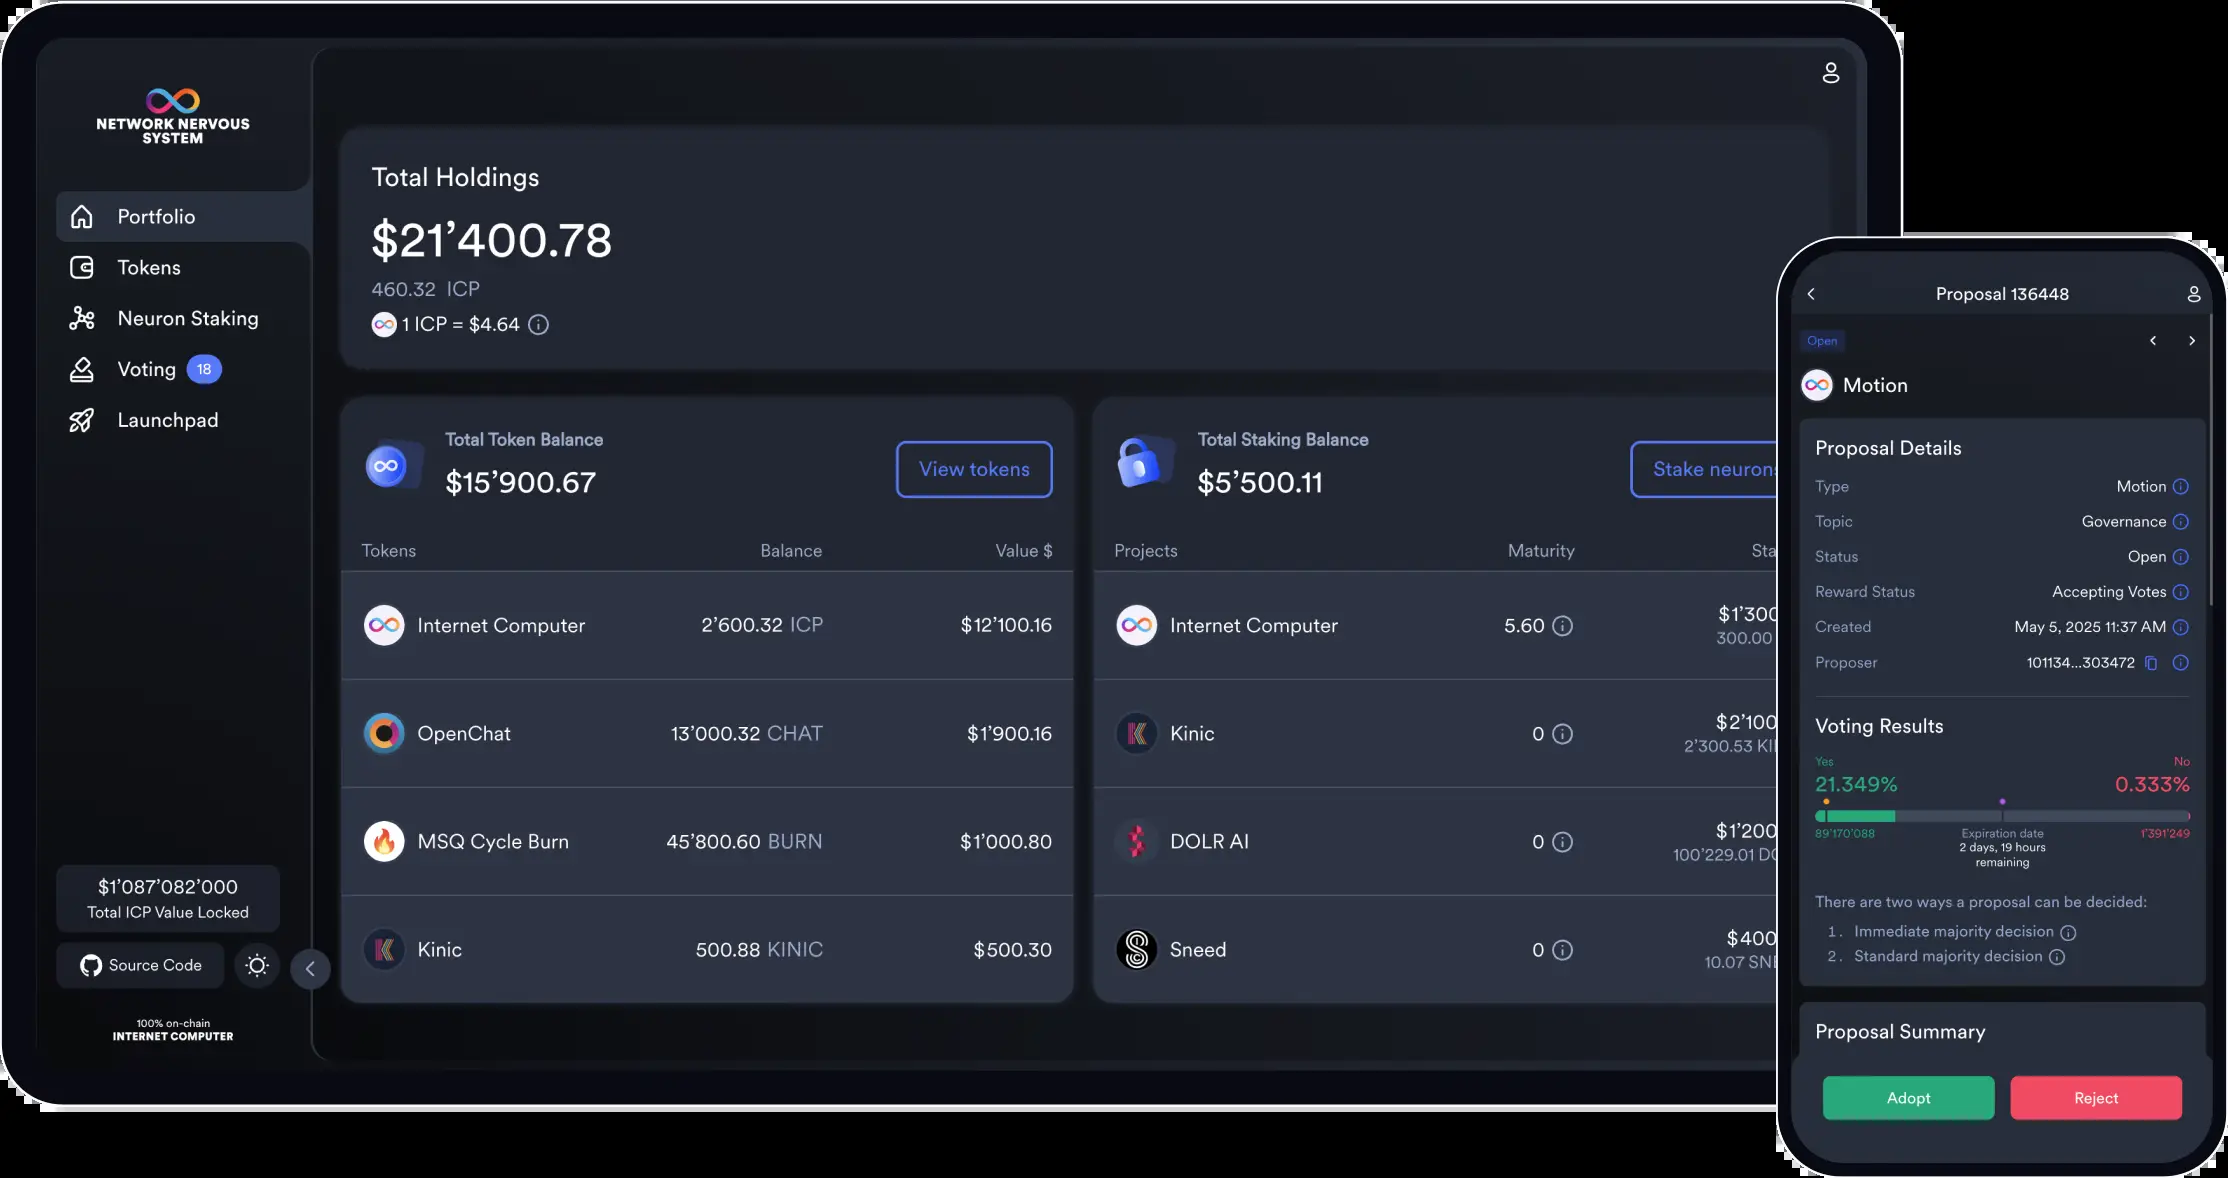 NETWORK NERVOUS
SYSTEM
Portfolio
Tokens
Neuron Staking
Voting 18
Launchpad
$1’087’082’000
Total ICP Value Locked
Source Code
100% on-chain
INTERNET COMPUTER
Total Holdings
$21’400.78
460.32 ICP
1 ICP = $4.64
Total Token Balance
$15’900.67
View tokens
Tokens Balance Value $
Internet Computer 2’600.32 ICP $12’100.16
OpenChat 13’000.32 CHAT $1’900.16
MSQ Cycle Burn 45’800.60 BURN $1’000.80
Kinic 500.88 KINIC $500.30
Total Staking Balance
$5’500.11
Stake neurons
Projects Maturity Sta
Internet Computer 5.60 $1’300
300.00
Kinic 0 $2’100
2’300.53 KI
DOLR AI 0 $1’200
100’229.01 DO
Sneed 0 $400
10.07 SN
Proposal 136448
Open
Motion
Proposal Details
Type Motion
Topic Governance
Status Open
Reward Status Accepting Votes
Created May 5, 2025 11:37 AM
Proposer 101134...303472
Voting Results
Yes No
21.349% 0.333%
89’170’088 Expiration date 1’391’249
2 days, 19 hours
remaining
There are two ways a proposal can be decided:
1. Immediate majority decision
2. Standard majority decision
Proposal Summary
Adopt Reject